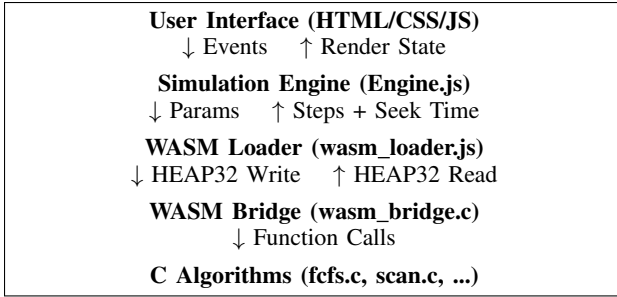 User Interface (HTML/CSS/JS)
↓ Events ↑ Render State
Simulation Engine (Engine.js)
↓ Params ↑ Steps + Seek Time
WASM Loader (wasm_loader.js)
↓ HEAP32 Write ↑ HEAP32 Read
WASM Bridge (wasm_bridge.c)
↓ Function Calls
C Algorithms (fcfs.c, scan.c, ...)